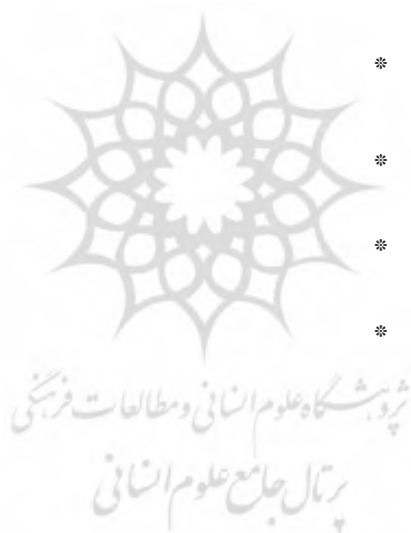 پژوهشگاه علوم انسانی و مطالعات فرهنگی
پرتال جامع علوم انسانی